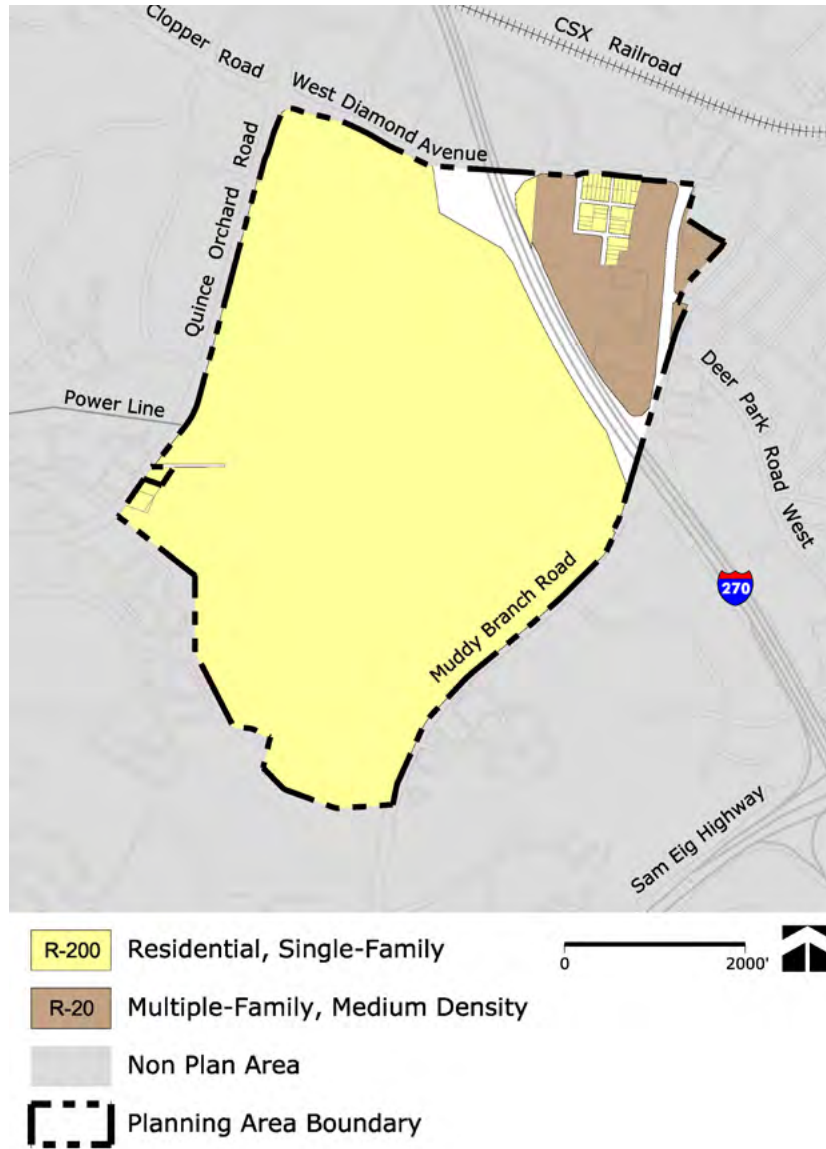 CSX Railroad
Clopper Road
West Diamond Avenue
Quince Orchard Road
Power Line
Deer Park Road West
270
Muddy Branch Road
Sam Eig Highway
R-200 Residential, Single-Family
0 2000'
R-20 Multiple-Family, Medium Density
Non Plan Area
Planning Area Boundary